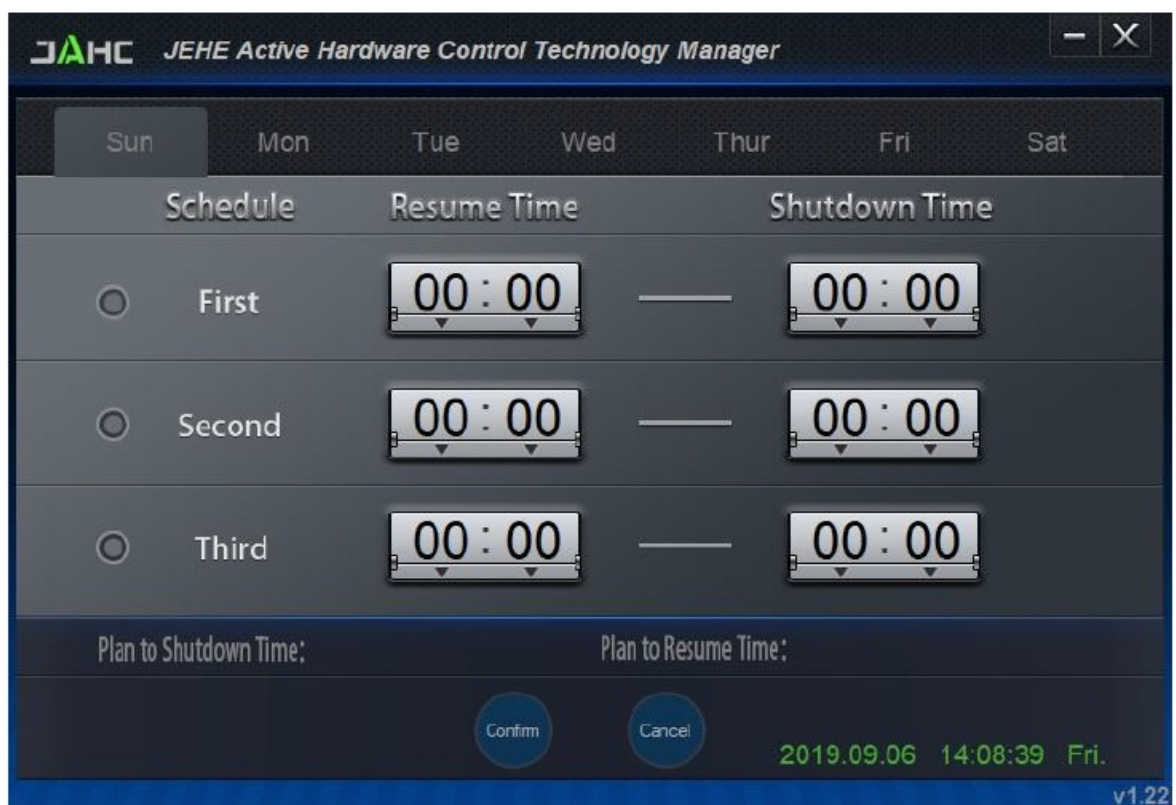 JAHC JEHE Active Hardware Control Technology Manager
Sun Mon Tue Wed Thur Fri Sat
Schedule Resume Time Shutdown Time
First 00:00 00:00
Second 00:00 00:00
Third 00:00 00:00
Plan to Shutdown Time: Plan to Resume Time:
Confirm Cancel
2019.09.06 14:08:39 Fri.
v1.22